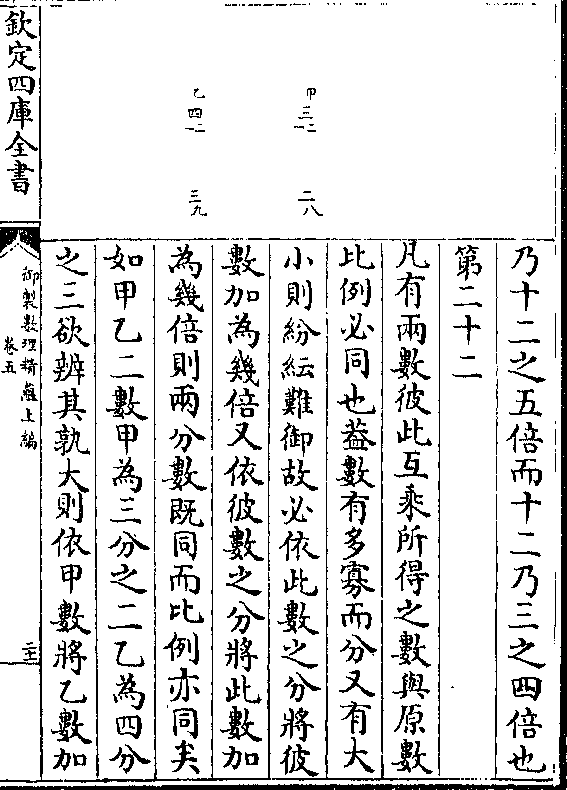 乃十二之五倍而十二乃三之四倍也
第二十二
凡有兩數彼此互乘所得之數與原數
比例必同也葢數有多寡而分又有大
小則紛紜難御故必依此數之分將彼
數加為幾倍又依彼數之分將此數加
為幾倍則兩分數既同而比例亦同矣
如甲乙二數甲為三分之二乙為四分
之三欲辨其孰大則依甲數將乙數加
甲
三二 二八
乙
四三 三九
欽定四庫全書
御製數理精蘊上編
卷五